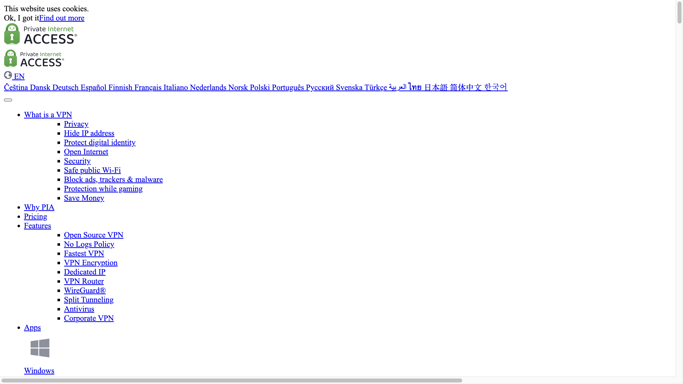 This website uses cookies.
Ok, I got itFind out more
Private Internet
ACCESS
Private Internet
ACCESS
EN
Čeština Dansk Deutsch Español Finnish Français Italiano Nederlands Norsk Polski Português Русский Svenska Türkçe العربية ไทย 日本語 简体中文 한국어
What is a VPN
Privacy
Hide IP address
Protect digital identity
Open Internet
Security
Safe public Wi-Fi
Block ads, trackers & malware
Protection while gaming
Save Money
Why PIA
Pricing
Features
Open Source VPN
No Logs Policy
Fastest VPN
VPN Encryption
Dedicated IP
VPN Router
WireGuard®
Split Tunneling
Antivirus
Corporate VPN
Apps
Windows